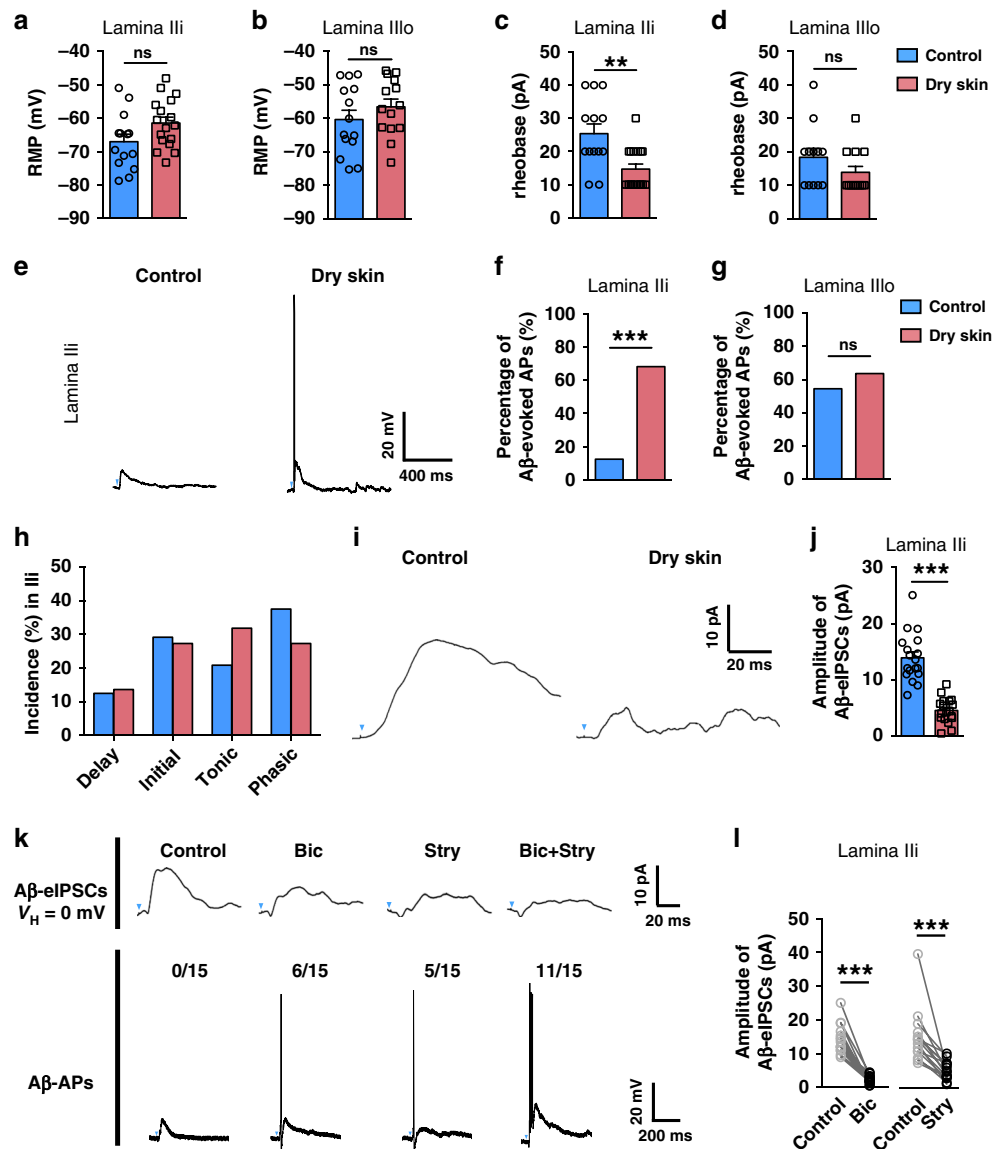 a
Lamina IIi
ns
RMP (mV)
−40
−50
−60
−70
−80
−90
b
Lamina IIIo
ns
RMP (mV)
−40
−50
−60
−70
−80
−90
c
Lamina IIi
**
rheobase (pA)
50
40
30
20
10
0
d
Lamina IIIo
ns
rheobase (pA)
50
40
30
20
10
0
Control
Dry skin
e
Control
Dry skin
Lamina IIi
20 mV
400 ms
f
Lamina IIi
***
Percentage of
Aβ-evoked APs (%)
100
80
60
40
20
0
g
Lamina IIIo
ns
Percentage of
Aβ-evoked APs (%)
100
80
60
40
20
0
Control
Dry skin
h
Incidence (%) in IIi
50
40
30
20
10
0
Delay
Initial
Tonic
Phasic
i
Control
Dry skin
10 pA
20 ms
j
Lamina IIi
***
Amplitude of
Aβ-eIPSCs (pA)
30
20
10
0
k
Control
Bic
Stry
Bic+Stry
Aβ-eIPSCs
VH = 0 mV
10 pA
20 ms
0/15
6/15
5/15
11/15
Aβ-APs
20 mV
200 ms
l
Lamina IIi
***
***
Amplitude of
Aβ-eIPSCs (pA)
50
40
30
20
10
0
Control
Bic
Control
Stry